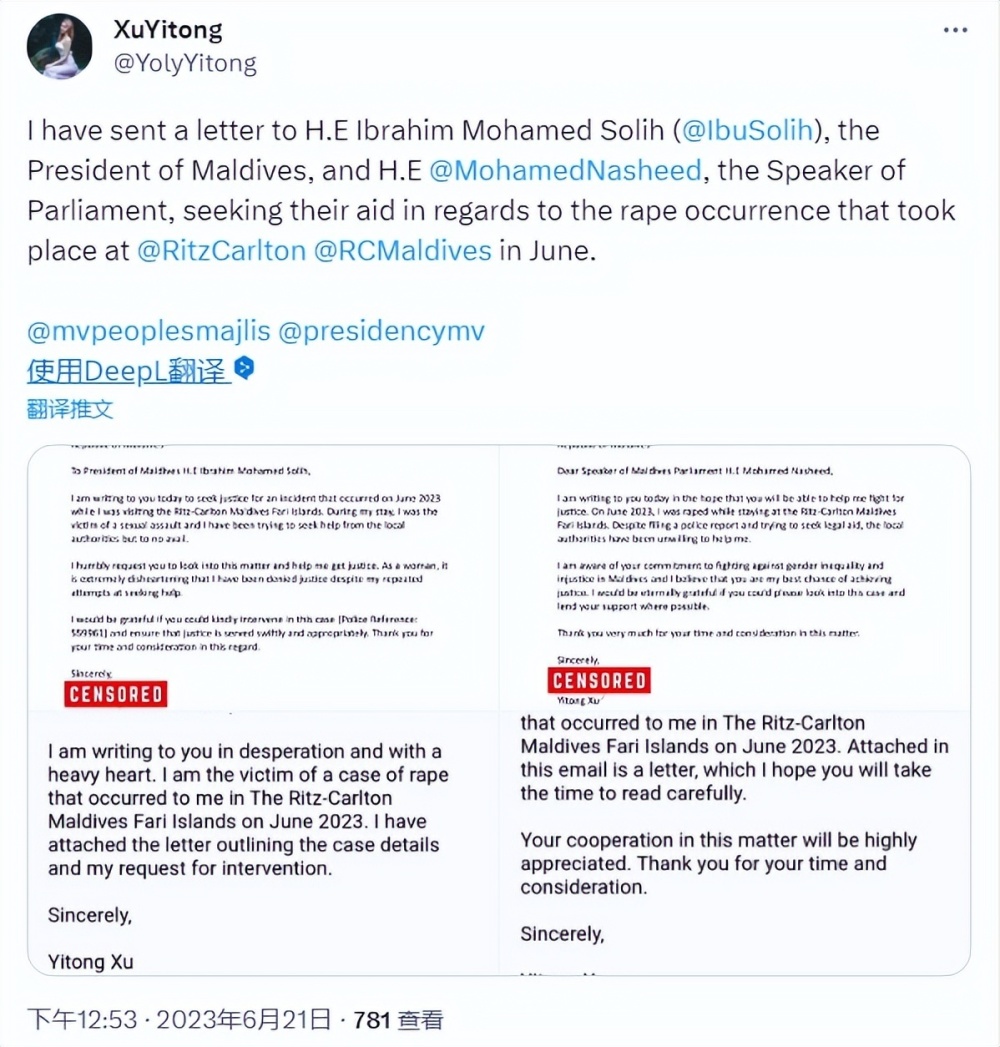 XuYitong
@YolyYitong
I have sent a letter to H.E Ibrahim Mohamed Solih (@IbuSolih), the
President of Maldives, and H.E @MohamedNasheed, the Speaker of
Parliament, seeking their aid in regards to the rape occurrence that took
place at @RitzCarlton @RCMaldives in June.
@mvpeoplesmajlis @presidencymv
使用DeepL翻译
翻译推文
To President of Maldives H.E Ibrahim Mohamed Solih,
I am writing to you today to seek justice for an incident that occurred on June 2023
while I was visiting the Ritz-Carlton Maldives Fari Islands. During my stay, I was the
victim of a sexual assault and I have been trying to seek help from the local
authorities but to no avail.
I humbly request you to look into this matter and help me get justice. As a woman, it
is extremely disheartening that I have been denied justice despite my repeated
attempts at seeking help.
I would be grateful if you could kindly intervene in this case [Police Reference:
559961] and ensure that justice is served swiftly and appropriately. Thank you for
your time and consideration in this regard.
Sincerely,
CENSORED
Dear Speaker of Maldives Parliament H.E Mohamed Nasheed,
I am writing to you today in the hope that you will be able to help me fight for
justice. On June 2023, I was raped while staying at the Ritz-Carlton Maldives
Fari Islands. Despite filing a police report and trying to seek legal aid, the local
authorities have been unwilling to help me.
I am aware of your commitment to fighting against gender inequality and
injustice in Maldives and I believe that you are my best chance of achieving
justice. I would be eternally grateful if you could please look into this case and
lend your support where possible.
Thank you very much for your time and consideration in this matter.
Sincerely,
CENSORED
Yitong Xu
I am writing to you in desperation and with a
heavy heart. I am the victim of a case of rape
that occurred to me in The Ritz-Carlton
Maldives Fari Islands on June 2023. I have
attached the letter outlining the case details
and my request for intervention.
Sincerely,
Yitong Xu
that occurred to me in The Ritz-Carlton
Maldives Fari Islands on June 2023. Attached in
this email is a letter, which I hope you will take
the time to read carefully.
Your cooperation in this matter will be highly
appreciated. Thank you for your time and
consideration.
Sincerely,
下午12:53 · 2023年6月21日 · 781 查看